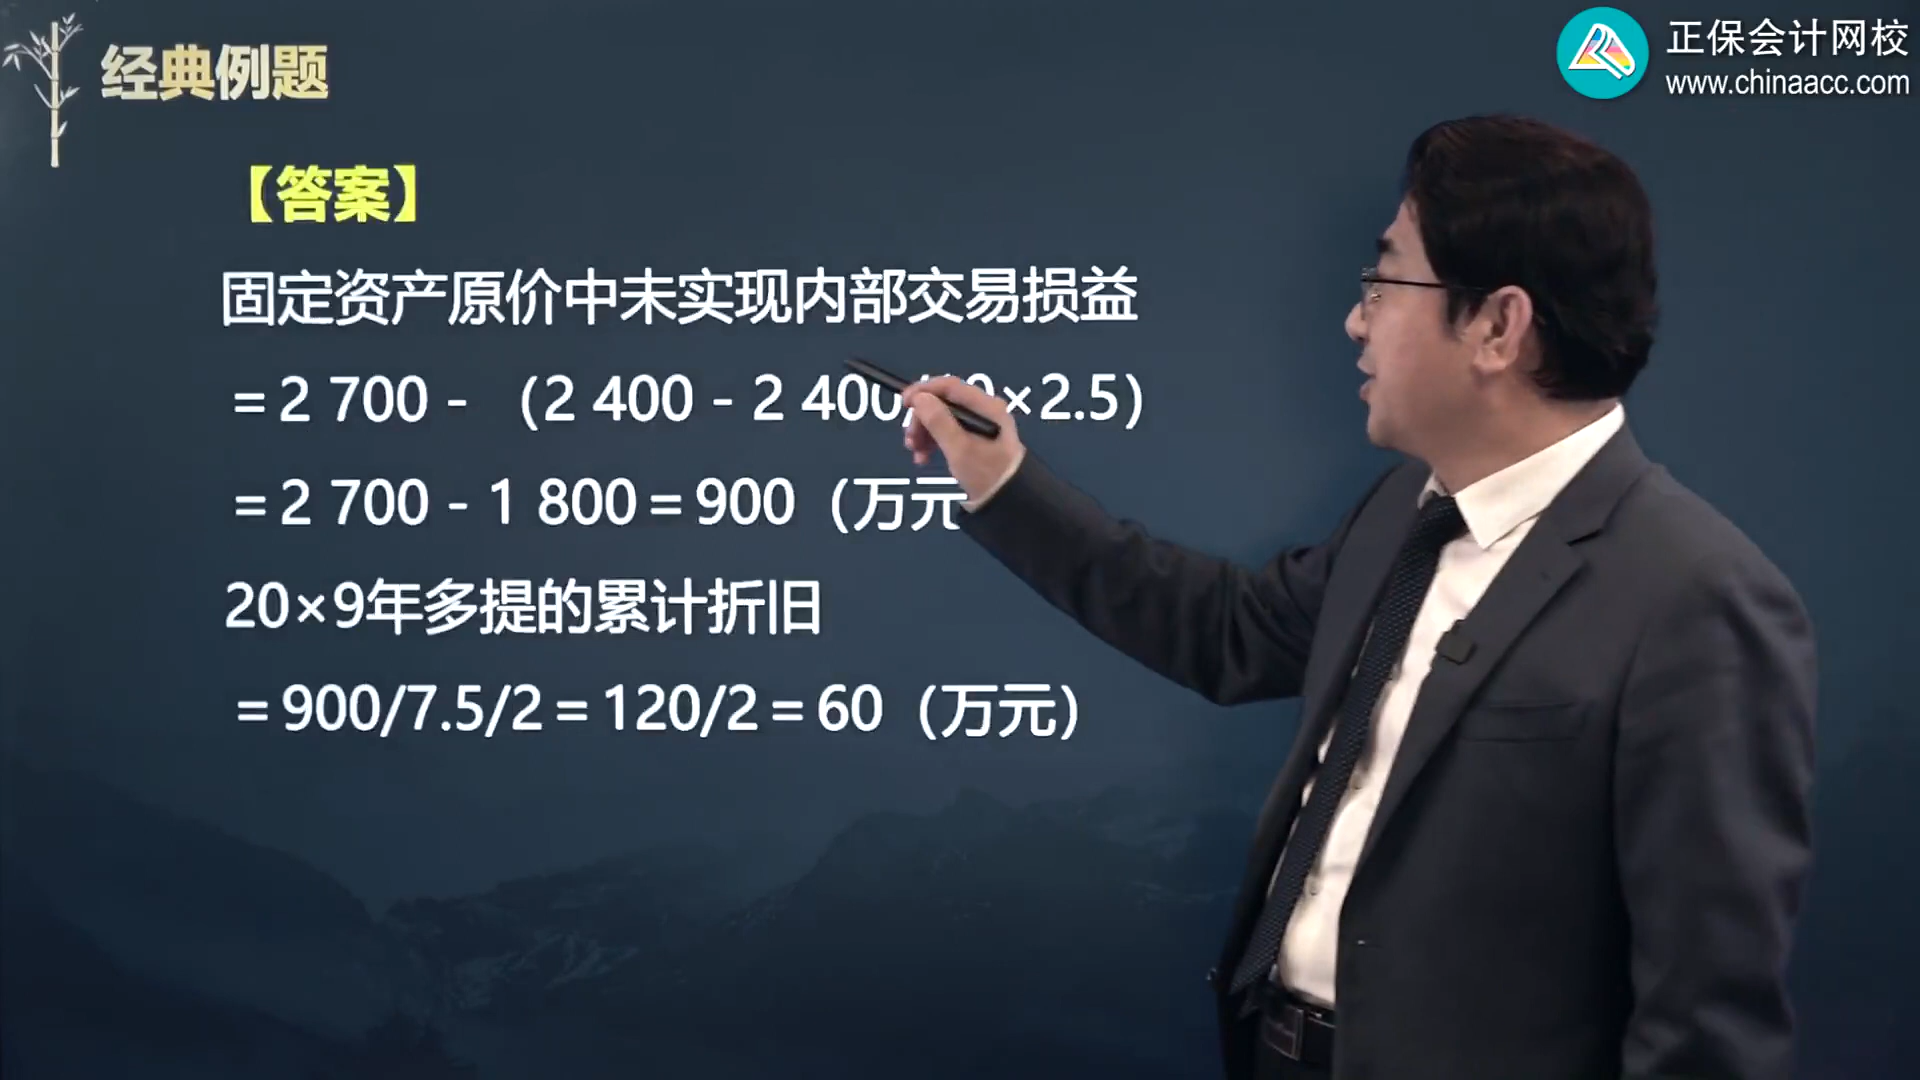 经典例题
正保会计网校
www.chinaacc.com
【答案】
固定资产原价中未实现内部交易损益
＝2 700－（2 400－2 400/ ×2.5）
＝2 700－1 800＝900（万元
20×9年多提的累计折旧
＝900/7.5/2＝120/2＝60（万元）